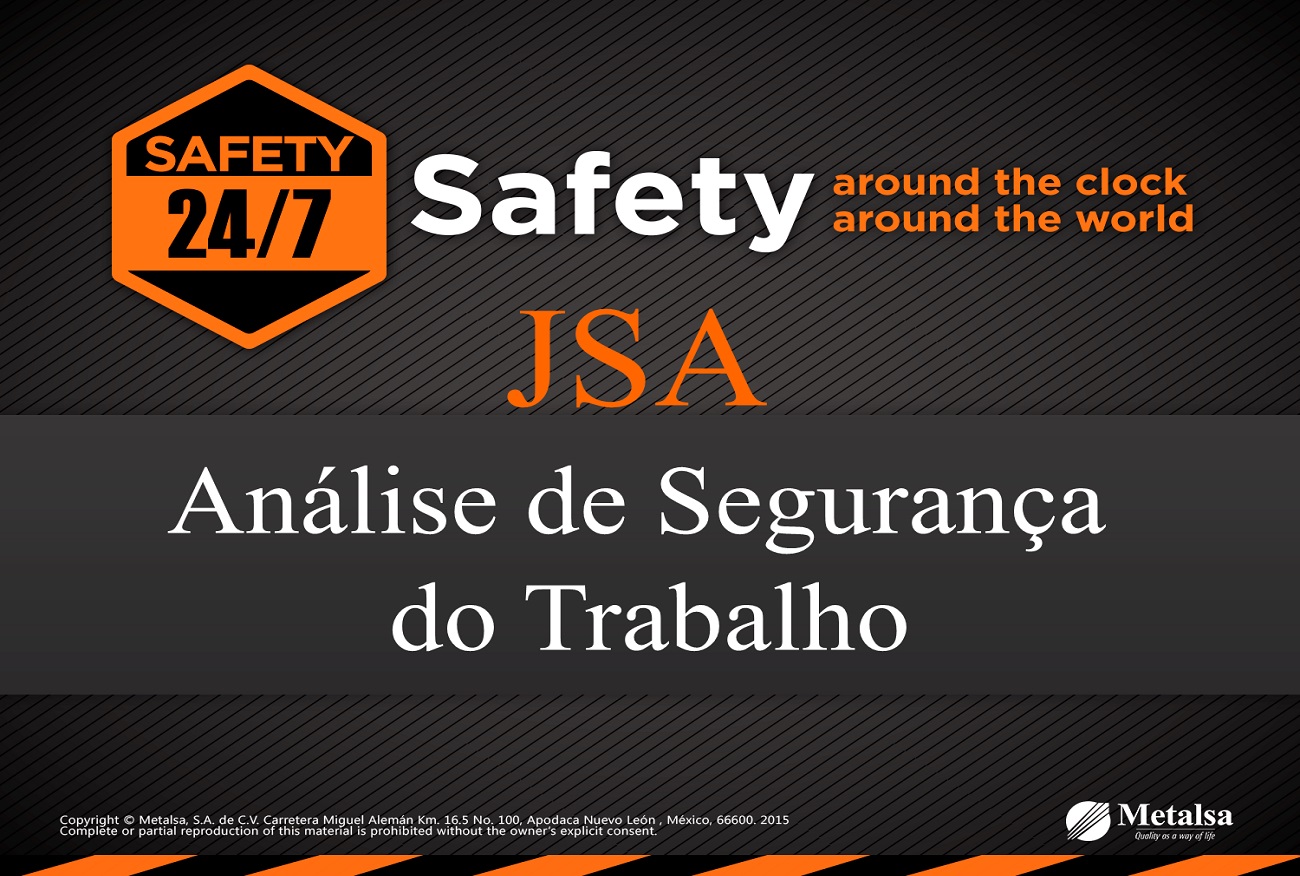 SAFETY
24/7
Safety
around the clock
around the world
JSA
Análise de Segurança
do Trabalho
Copyright © Metalsa, S.A. de C.V. Carretera Miguel Alemán Km. 16.5 No. 100, Apodaca Nuevo León , México, 66600. 2015
Complete or partial reproduction of this material is prohibited without the owner's explicit consent.
Metalsa
Quality as a way of life